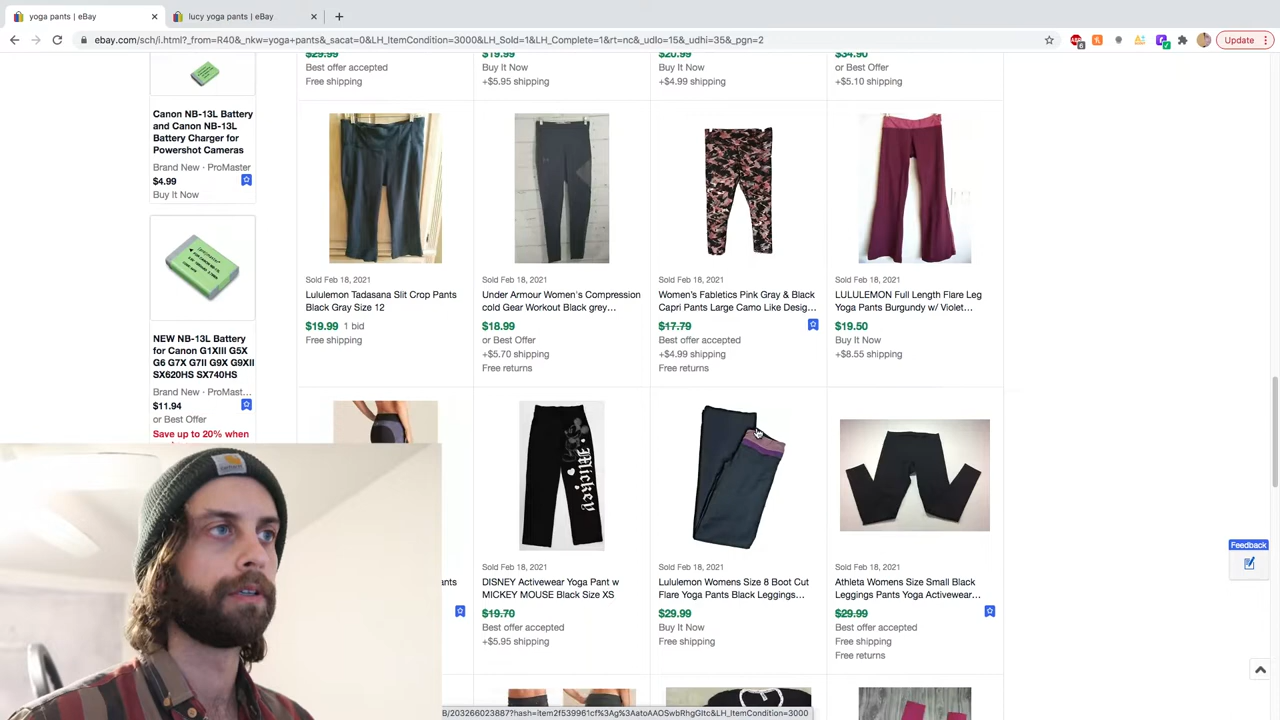 yoga pants | eBay
lucy yoga pants | eBay
ebay.com/sch/i.html?_from=R40&_nkw=yoga+pants&_sacat=0&LH_ItemCondition=3000&LH_Sold=1&LH_Complete=1&rt=nc&_udlo=15&_udhi=35&_pgn=2
6
Update
Canon NB-13L Battery
and Canon NB-13L
Battery Charger for
Powershot Cameras
Brand New · ProMaster
$4.99
Buy It Now
NEW NB-13L Battery
for Canon G1XIII G5X
G6 G7X G7II G9X G9XII
SX620HS SX740HS
Brand New · ProMast...
$11.94
or Best Offer
Save up to 20% when
$29.99
Best offer accepted
Free shipping
$19.99
Buy It Now
+$5.95 shipping
$20.99
Buy It Now
+$4.99 shipping
$34.90
or Best Offer
+$5.10 shipping
Sold Feb 18, 2021
Lululemon Tadasana Slit Crop Pants
Black Gray Size 12
$19.99 1 bid
Free shipping
Sold Feb 18, 2021
Under Armour Women's Compression
cold Gear Workout Black grey...
$18.99
or Best Offer
+$5.70 shipping
Free returns
Sold Feb 18, 2021
Women's Fabletics Pink Gray & Black
Capri Pants Large Camo Like Desig...
$17.79
Best offer accepted
+$4.99 shipping
Free returns
Sold Feb 18, 2021
LULULEMON Full Length Flare Leg
Yoga Pants Burgundy w/ Violet...
$19.50
Buy It Now
+$8.55 shipping
ants
Mickey
Sold Feb 18, 2021
DISNEY Activewear Yoga Pant w
MICKEY MOUSE Black Size XS
$19.70
Best offer accepted
+$5.95 shipping
Sold Feb 18, 2021
Lululemon Womens Size 8 Boot Cut
Flare Yoga Pants Black Leggings...
$29.99
Buy It Now
Free shipping
Sold Feb 18, 2021
Athleta Womens Size Small Black
Leggings Pants Yoga Activewear...
$29.99
Best offer accepted
Free shipping
Free returns
Feedback
carhartt
B/203266023887?hash=item2f539961cf%3Ag%3AatoAAOSwbRhgGItc&LH_ItemCondition=3000